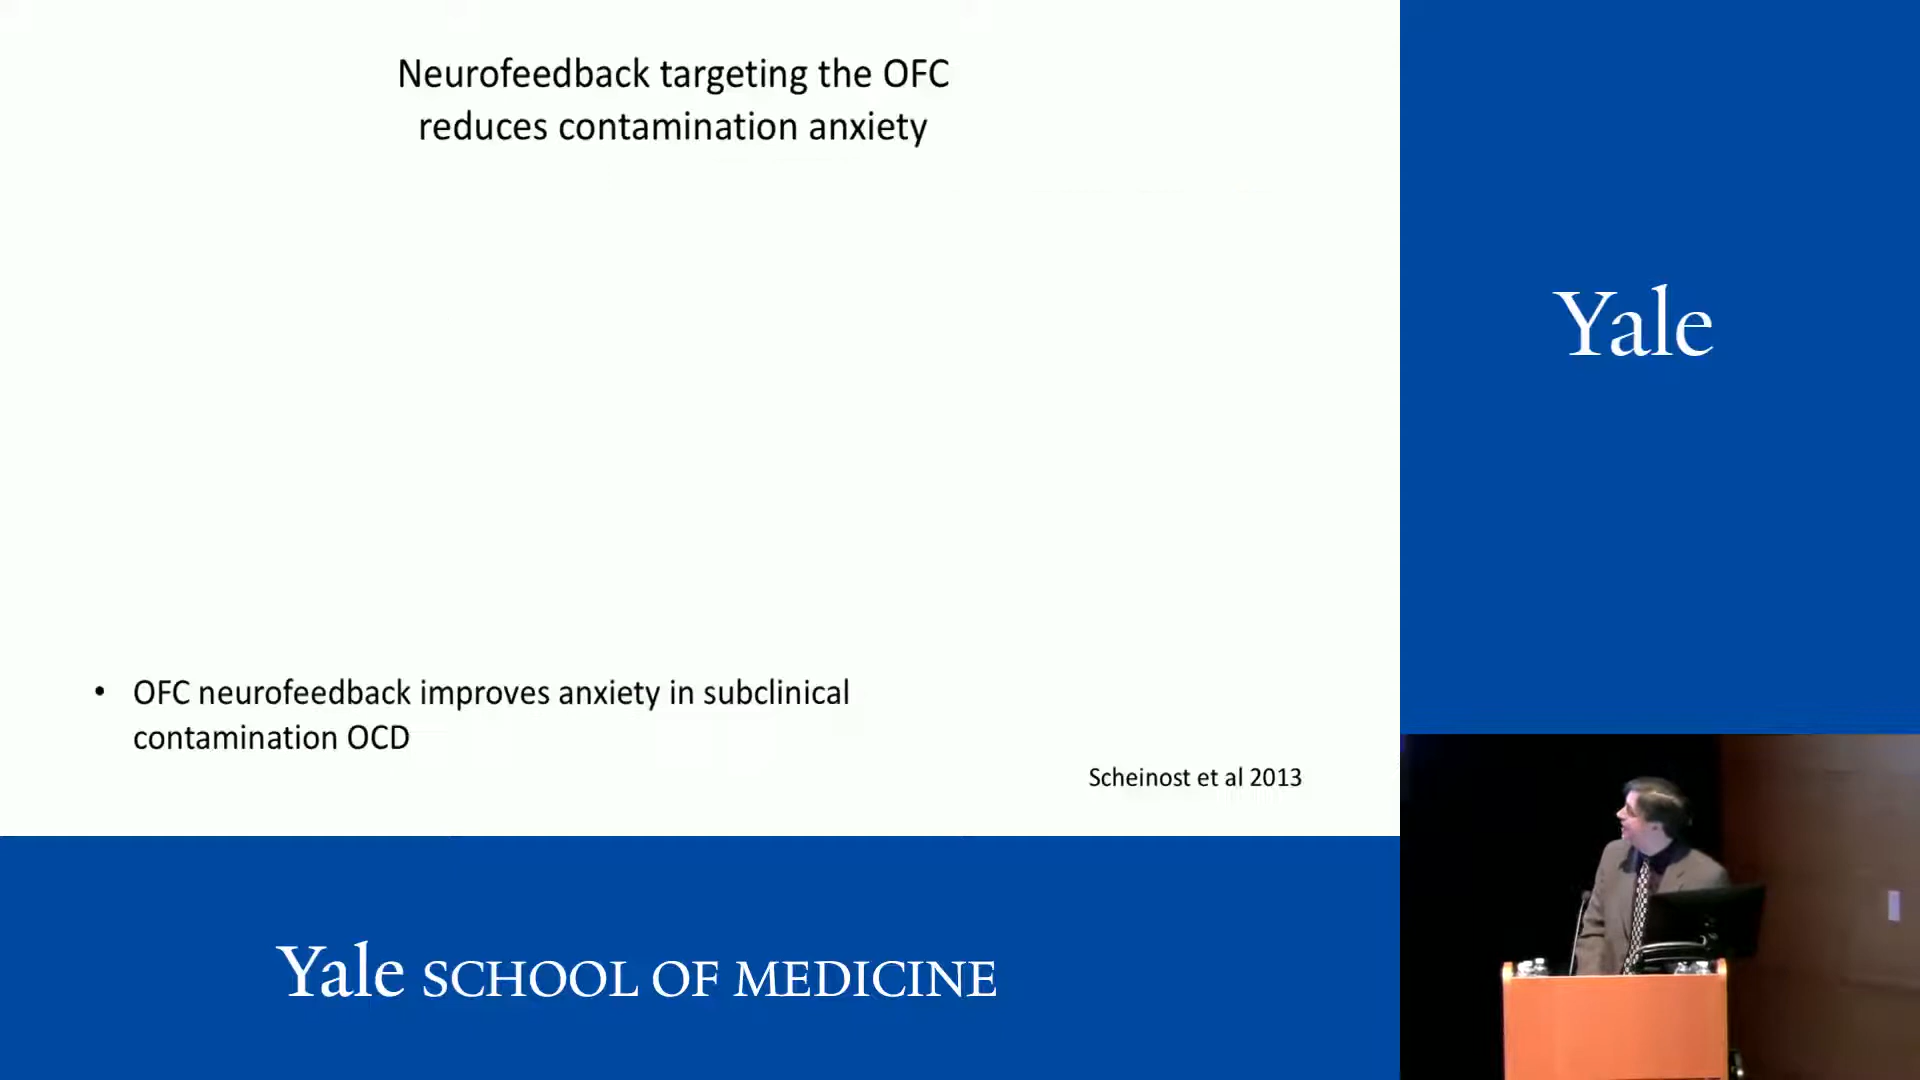 Neurofeedback targeting the OFC
reduces contamination anxiety
• OFC neurofeedback improves anxiety in subclinical
contamination OCD
Scheinost et al 2013
Yale
Yale SCHOOL OF MEDICINE